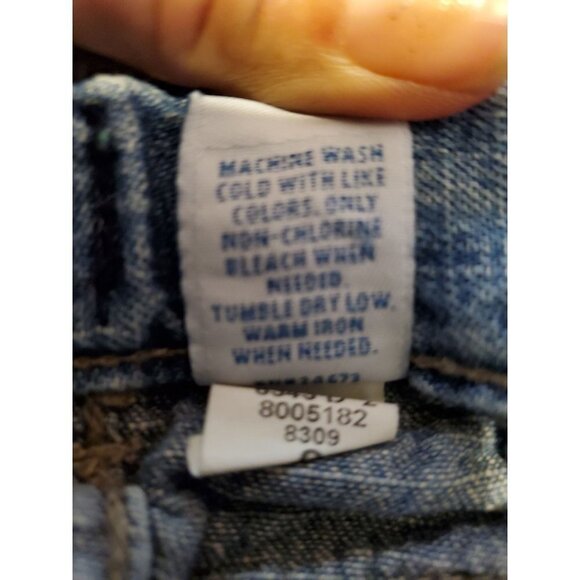 MACHINE WASH
COLD WITH LIKE
COLORS. ONLY
NON-CHLORINE
BLEACH WHEN
NEEDED.
TUMBLE DRY LOW.
WARM IRON
WHEN NEEDED.
8005182
8309